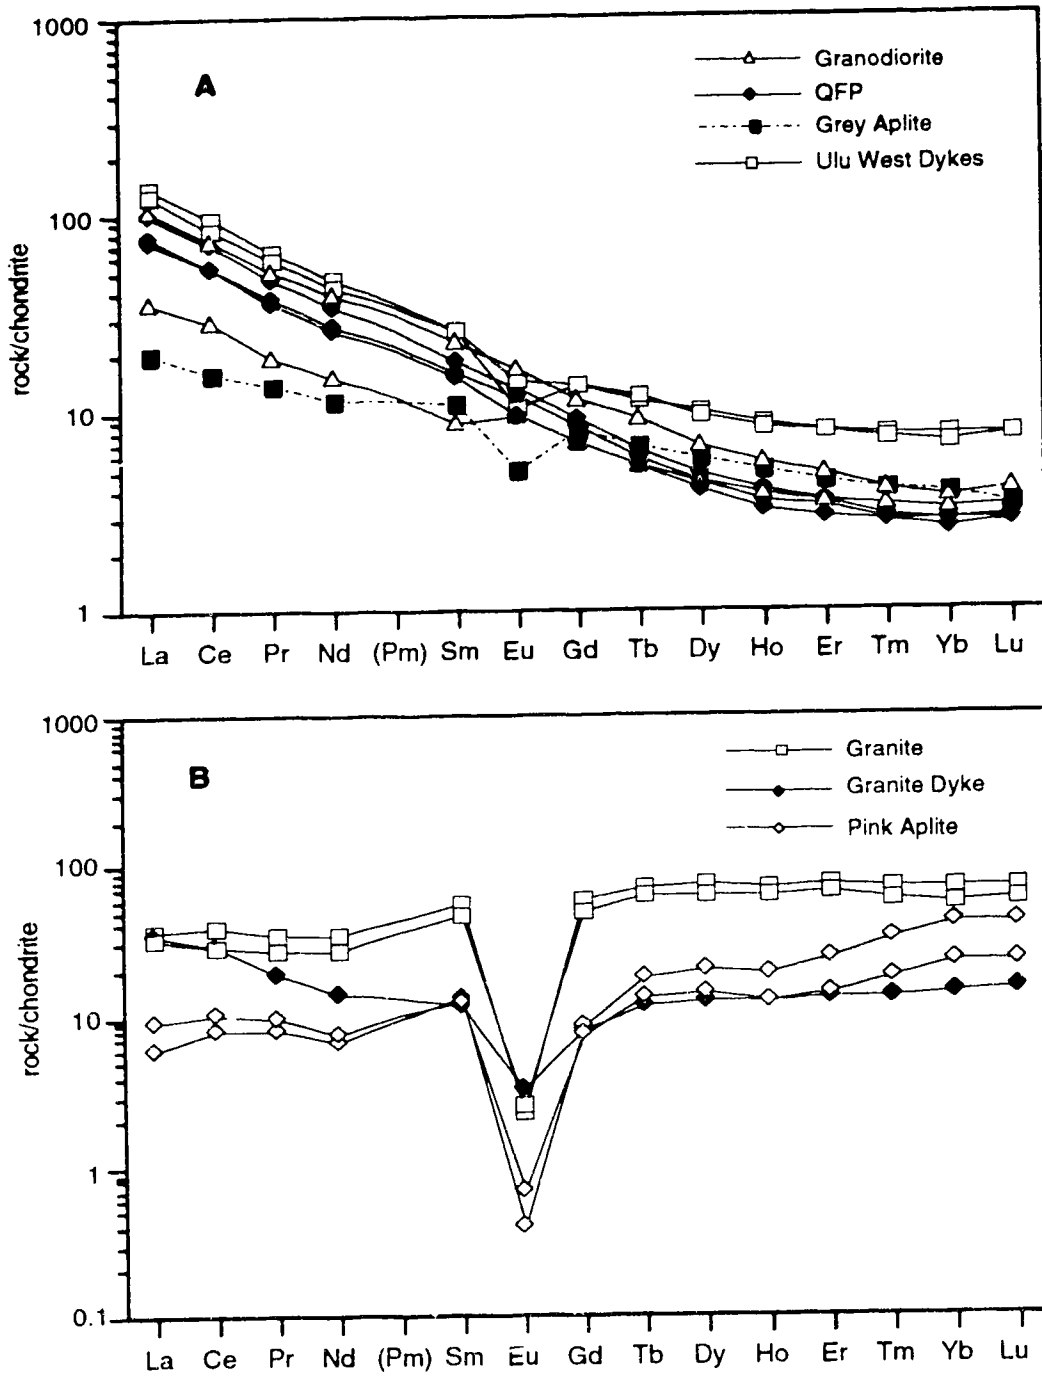 1000
A
Granodiorite
QFP
Grey Aplite
Ulu West Dykes
100
rock/chondrite
10
1
La Ce Pr Nd (Pm) Sm Eu Gd Tb Dy Ho Er Tm Yb Lu
1000
B
Granite
Granite Dyke
Pink Aplite
100
rock/chondrite
10
1
0.1
La Ce Pr Nd (Pm) Sm Eu Gd Tb Dy Ho Er Tm Yb Lu